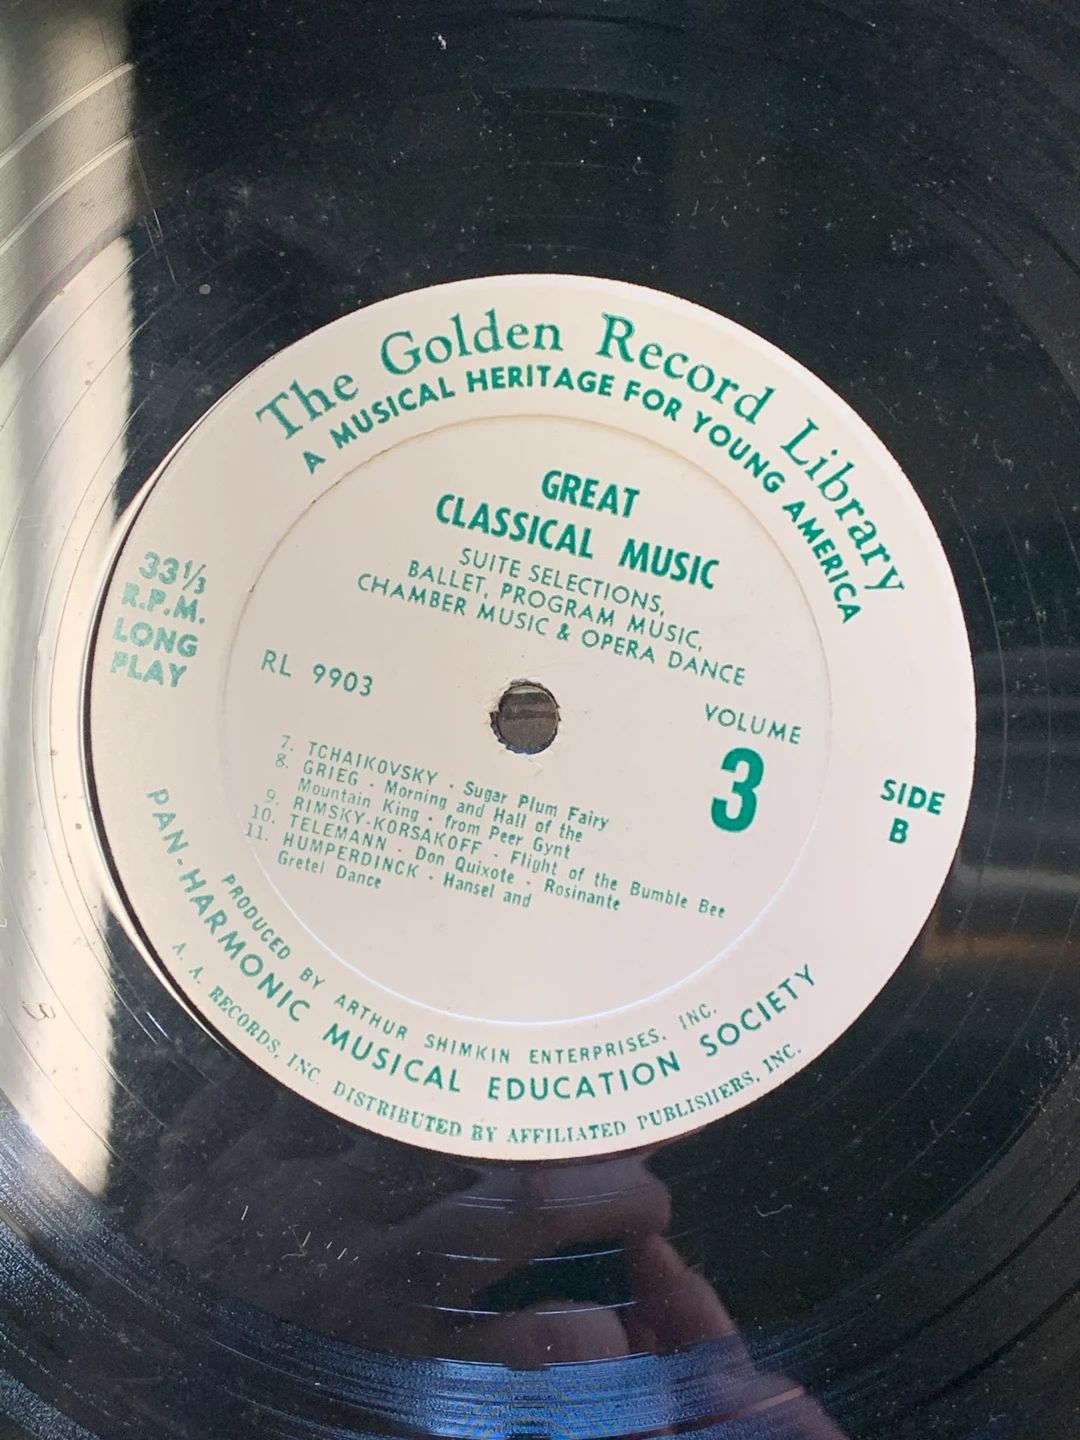 The Golden Record Library
A MUSICAL HERITAGE FOR YOUNG AMERICA
GREAT
CLASSICAL MUSIC
SUITE SELECTIONS,
BALLET, PROGRAM MUSIC,
CHAMBER MUSIC & OPERA DANCE
33⅓
R.P.M.
LONG
PLAY
RL 9903
VOLUME
3
SIDE
B
7. TCHAIKOVSKY · Sugar Plum Fairy
8. GRIEG · Morning and Hall of the
Mountain King · from Peer Gynt
9. RIMSKY-KORSAKOFF · Flight of the Bumble Bee
10. TELEMANN · Don Quixote · Rosinante
11. HUMPERDINCK · Hansel and
Gretel Dance
PRODUCED BY ARTHUR SHIMKIN ENTERPRISES, INC.
PAN-HARMONIC MUSICAL EDUCATION SOCIETY
A. A. RECORDS, INC. DISTRIBUTED BY AFFILIATED PUBLISHERS, INC.